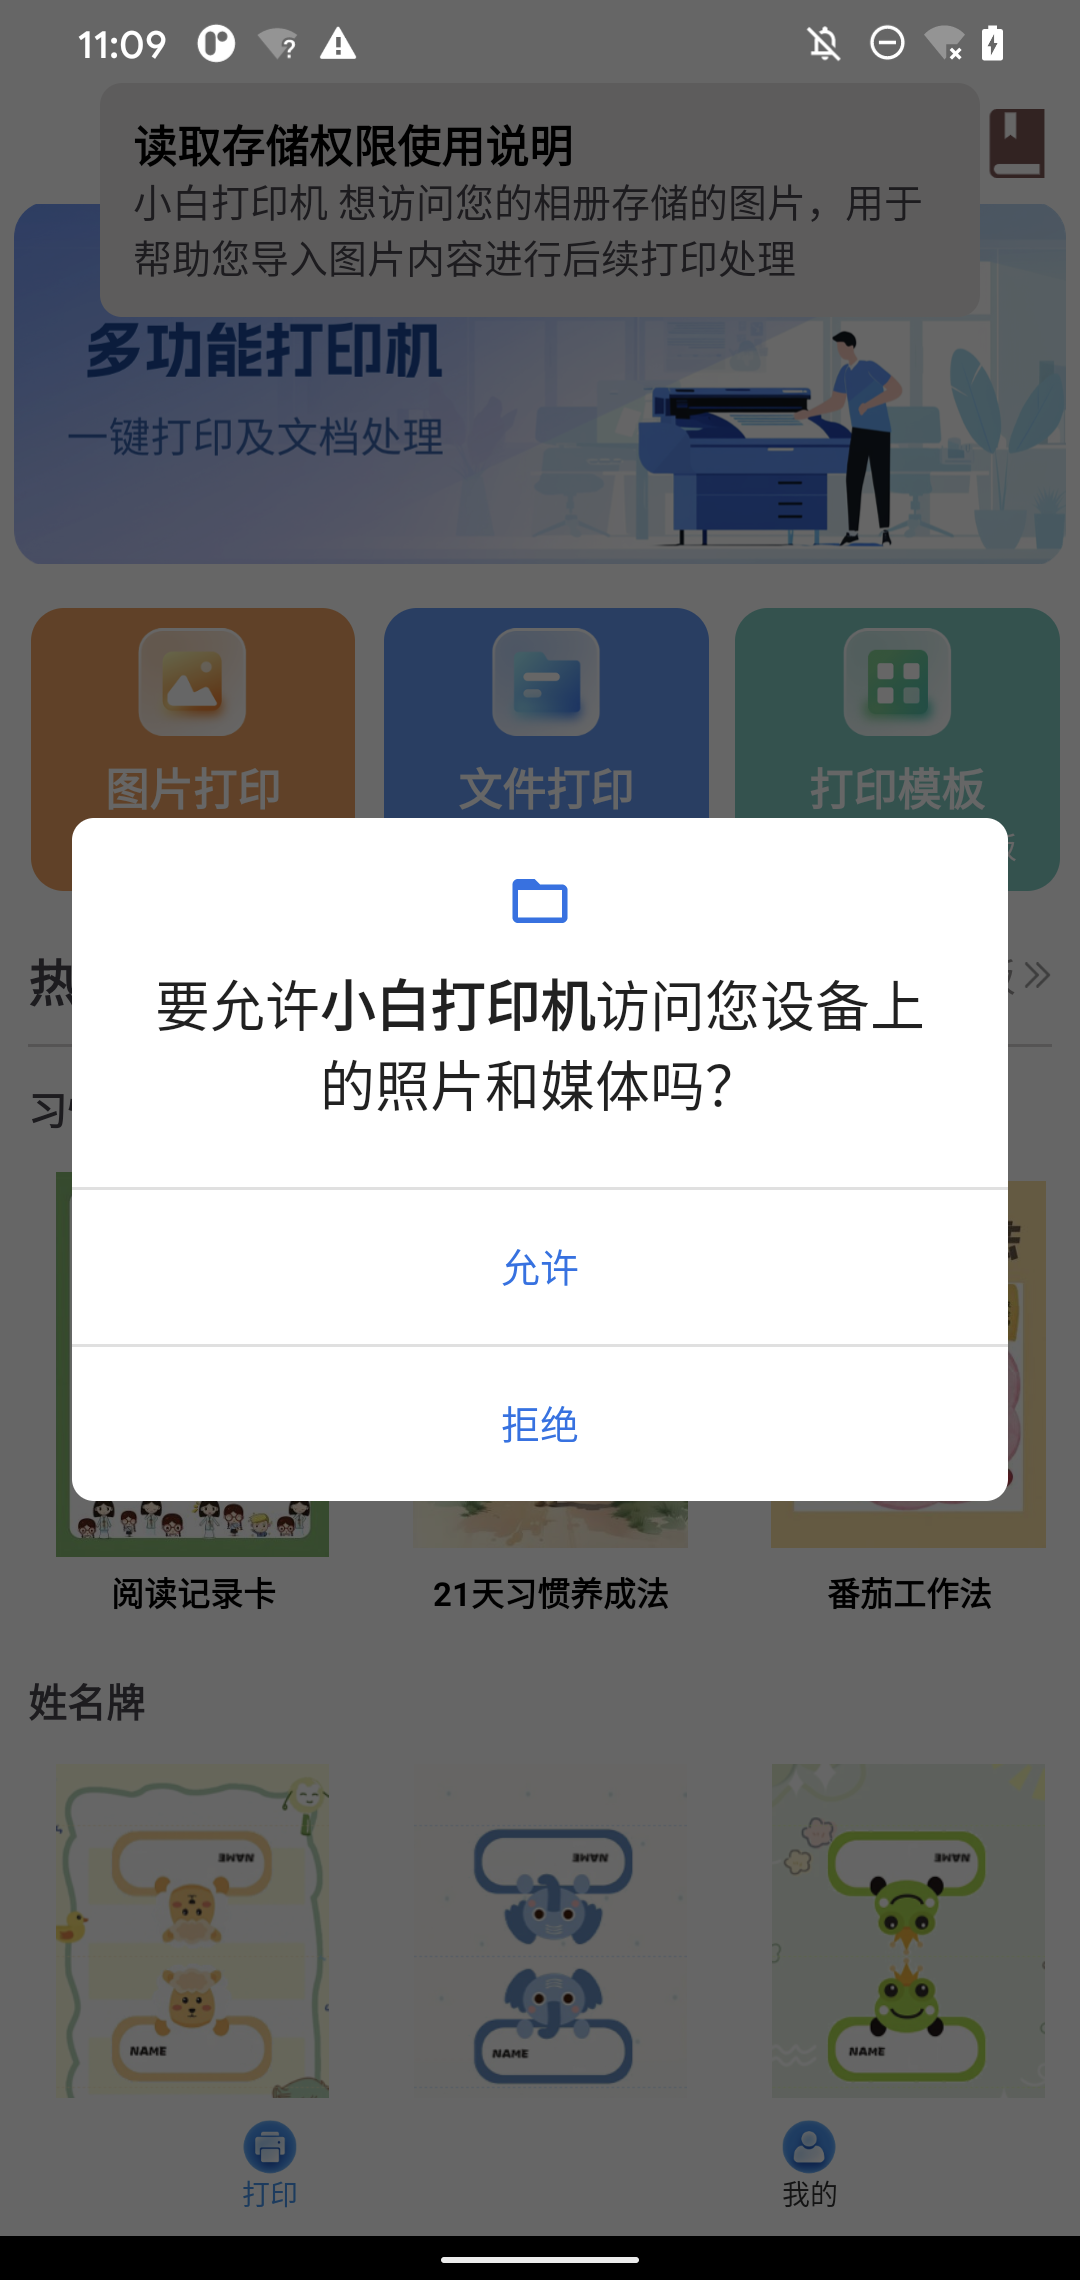 11:09
读取存储权限使用说明
小白打印机 想访问您的相册存储的图片，用于
帮助您导入图片内容进行后续打印处理
多功能打印机
一键打印及文档处理
图片打印
文件打印
打印模板
热
要允许小白打印机访问您设备上
的照片和媒体吗？
允许
拒绝
阅读记录卡
21天习惯养成法
番茄工作法
姓名牌
NAME
NAME
NAME
NAME
NAME
NAME
打印
我的